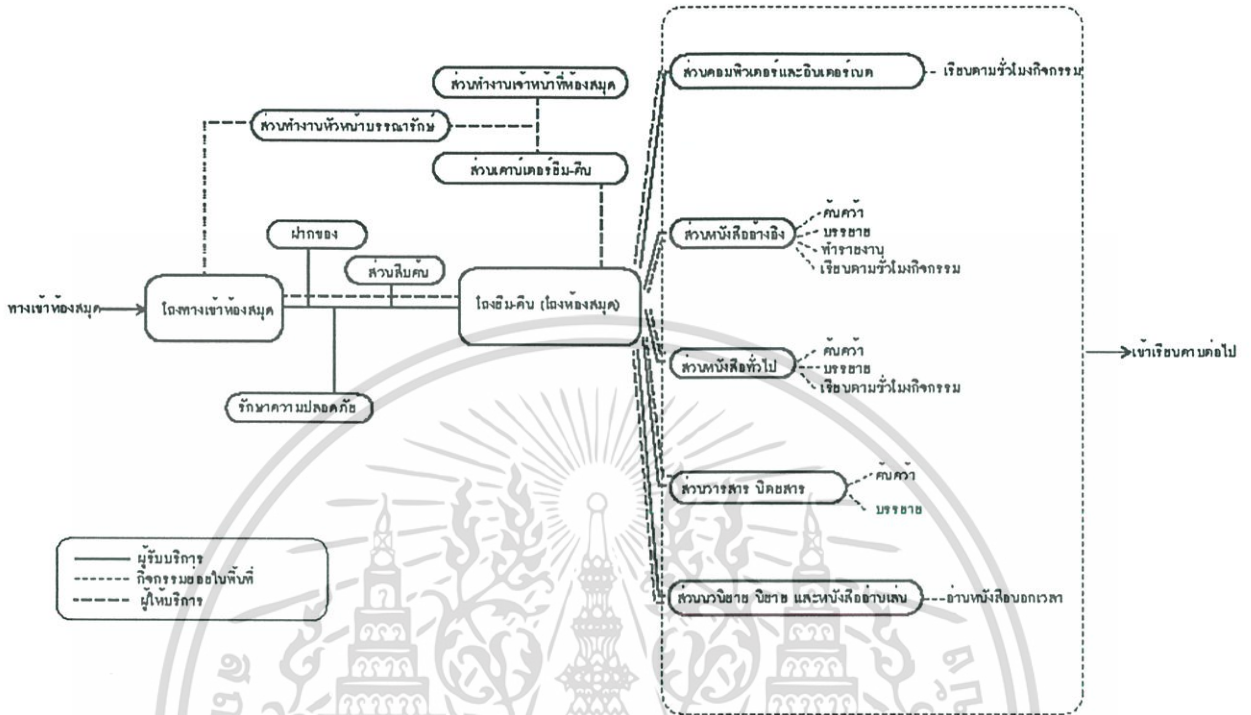 ส่วนคอมพิวเตอร์และอินเตอร์เนต
เรียนตามชั่วโมงกิจกรรม
ส่วนทำงานเจ้าหน้าที่ห้องสมุด
ส่วนทำงานหัวหน้าบรรณารักษ์
ส่วนเคาน์เตอร์ยืม-คืน
ฝากของ
ส่วนสืบค้น
ทางเข้าห้องสมุด
โถงทางเข้าห้องสมุด
โถงยืม-คืน (โถงห้องสมุด)
รักษาความปลอดภัย
ส่วนหนังสืออ้างอิง
ค้นคว้า
บรรยาย
ทำรายงาน
เรียนตามชั่วโมงกิจกรรม
ส่วนหนังสือทั่วไป
ค้นคว้า
บรรยาย
เรียนตามชั่วโมงกิจกรรม
เข้าเรียนคาบต่อไป
ส่วนวารสาร นิตยสาร
ค้นคว้า
บรรยาย
ส่วนนวนิยาย นิยาย และหนังสืออ่านเล่น
อ่านหนังสือนอกเวลา
ผู้รับบริการ
กิจกรรมย่อยในพื้นที่
ผู้ให้บริการ